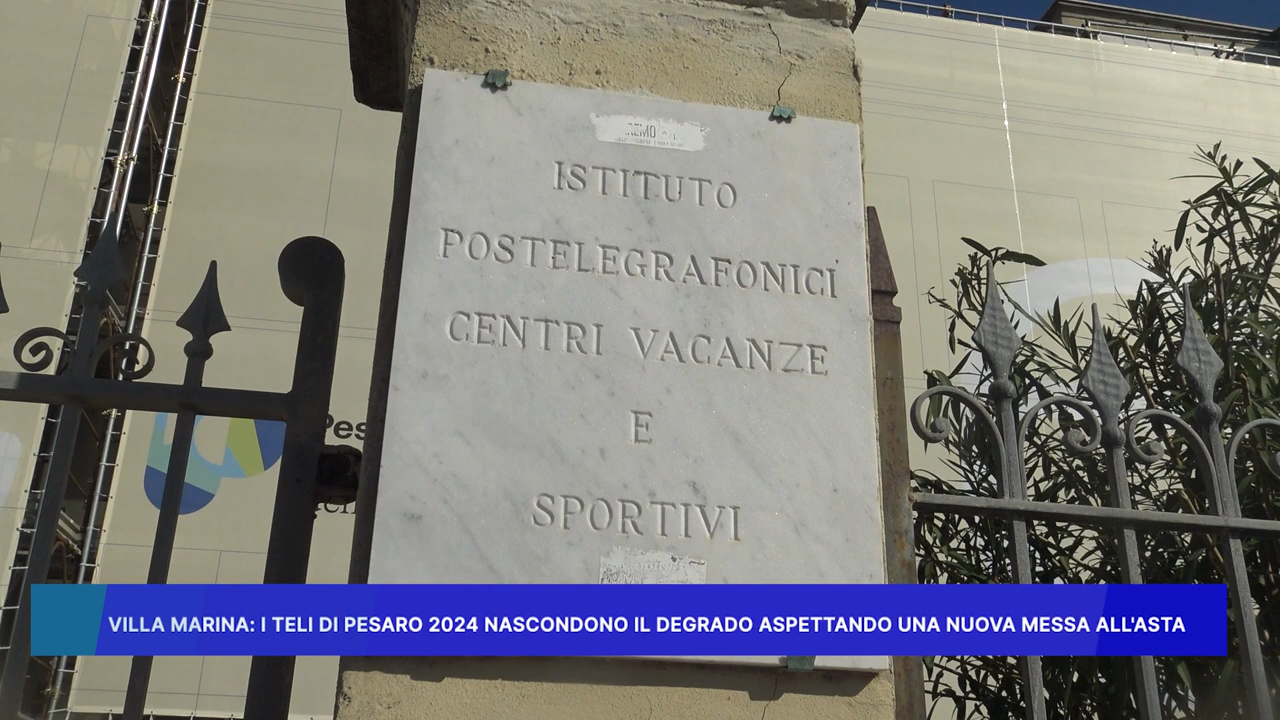 ISTITUTO
POSTELEGRAFONICI
CENTRI VACANZE
E
SPORTIVI
Pes
VILLA MARINA: I TELI DI PESARO 2024 NASCONDONO IL DEGRADO ASPETTANDO UNA NUOVA MESSA ALL'ASTA